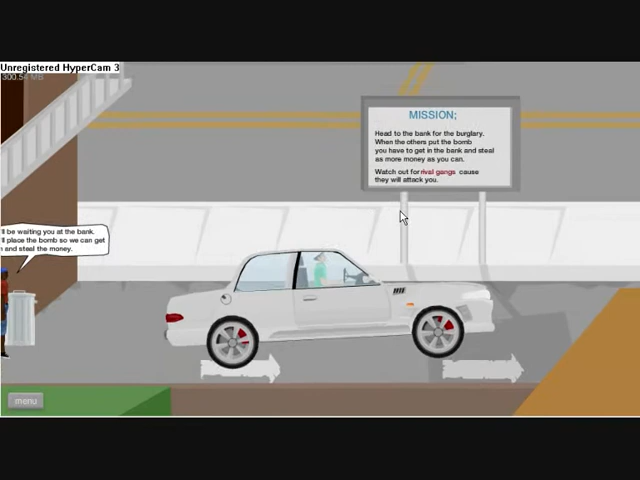 Unregistered HyperCam 3
300.54 MB
MISSION;
Head to the bank for the burglary.
When the others put the bomb
you have to get in the bank and steal
as more money as you can.
Watch out for rival gangs cause
they will attack you.
'll be waiting you at the bank.
'll place the bomb so we can get
n and steal the money.
menu